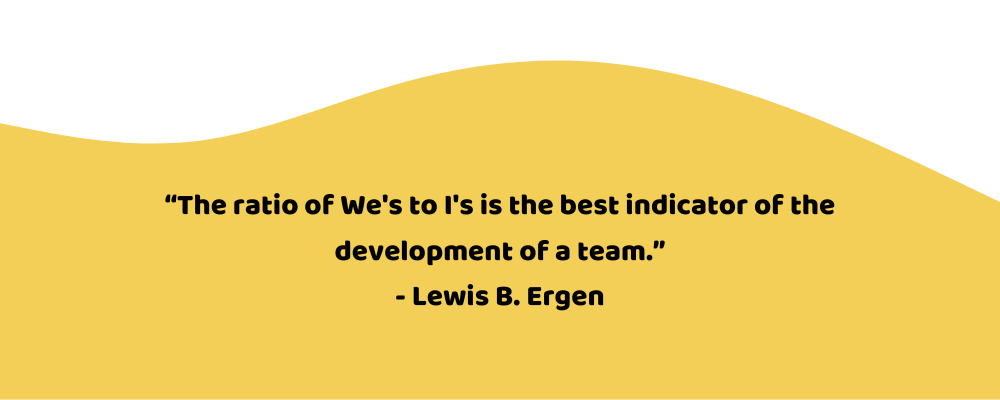 “The ratio of We's to I's is the best indicator of the
development of a team.”
- Lewis B. Ergen